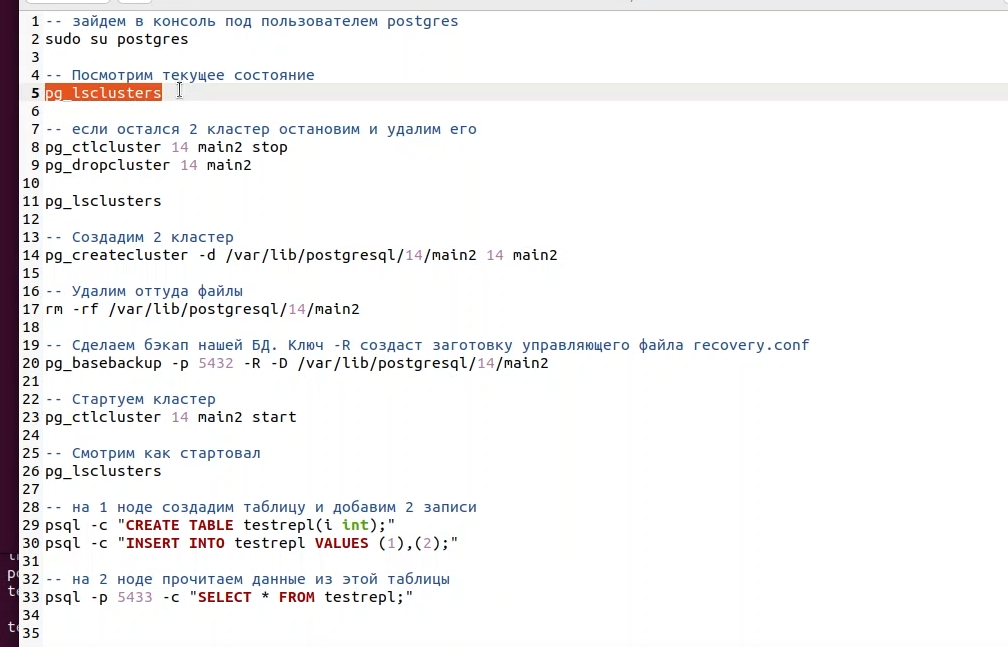 1 -- зайдем в консоль под пользователем postgres
2 sudo su postgres
3
4 -- Посмотрим текущее состояние
5 pg_lsclusters
6
7 -- если остался 2 кластер остановим и удалим его
8 pg_ctlcluster 14 main2 stop
9 pg_dropcluster 14 main2
10
11 pg_lsclusters
12
13 -- Создадим 2 кластер
14 pg_createcluster -d /var/lib/postgresql/14/main2 14 main2
15
16 -- Удалим оттуда файлы
17 rm -rf /var/lib/postgresql/14/main2
18
19 -- Сделаем бэкап нашей БД. Ключ -R создаст заготовку управляющего файла recovery.conf
20 pg_basebackup -p 5432 -R -D /var/lib/postgresql/14/main2
21
22 -- Стартуем кластер
23 pg_ctlcluster 14 main2 start
24
25 -- Смотрим как стартовал
26 pg_lsclusters
27
28 -- на 1 ноде создадим таблицу и добавим 2 записи
29 psql -c "CREATE TABLE testrepl(i int);"
30 psql -c "INSERT INTO testrepl VALUES (1),(2);"
31
32 -- на 2 ноде прочитаем данные из этой таблицы
33 psql -p 5433 -c "SELECT * FROM testrepl;"
34
35